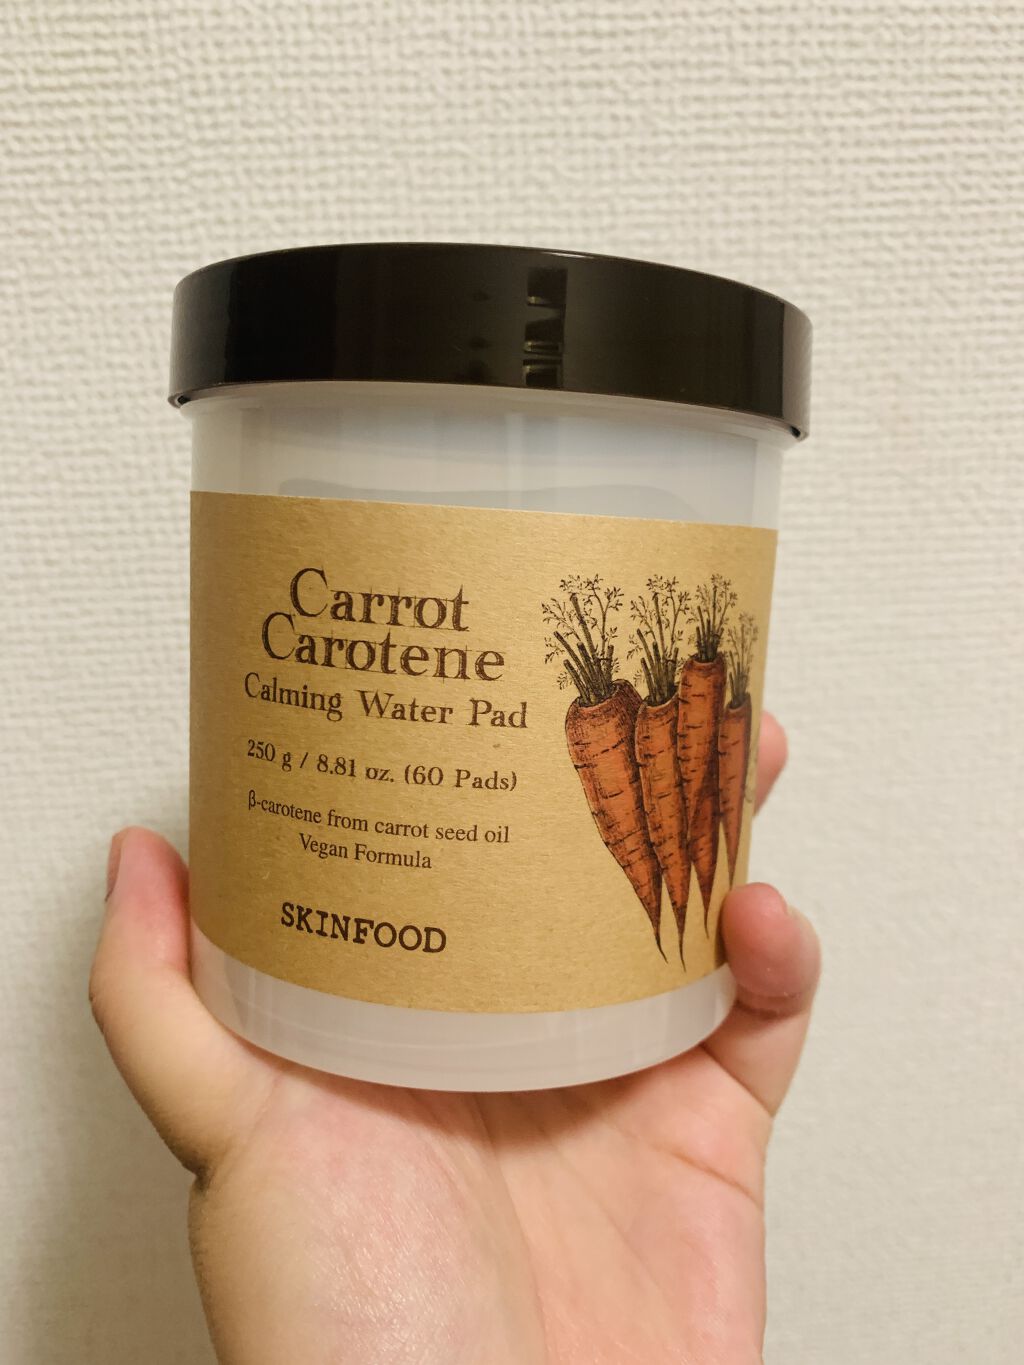 Carrot
Carotene
Calming Water Pad
250 g / 8.81 oz. (60 Pads)
β-carotene from carrot seed oil
Vegan Formula
SKINFOOD